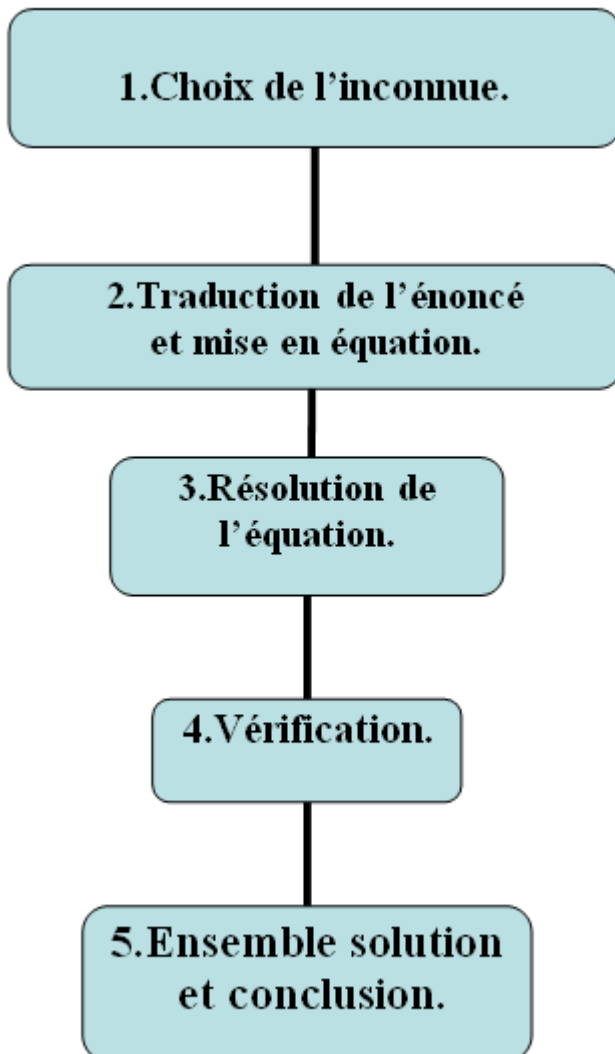 1.Choix de l'inconnue.
2.Traduction de l'énoncé
et mise en équation.
3.Résolution de
l'équation.
4.Vérification.
5.Ensemble solution
et conclusion.